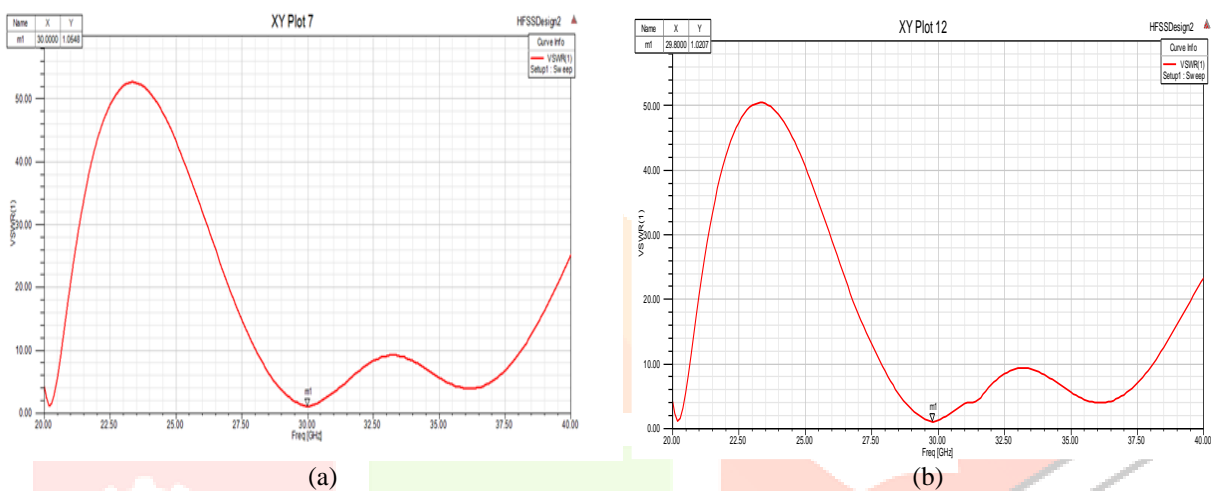 XY Plot 7
HFSSDesign2
Name X Y
m1 30.0000 1.0648
Curve Info
VSWR(1)
Setup1 : Sweep
50.00
40.00
30.00
20.00
10.00
0.00
VSWR(1)
m1
20.00 22.50 25.00 27.50 30.00 32.50 35.00 37.50 40.00
Freq [GHz]
(a)
XY Plot 12
HFSSDesign2
Name X Y
m1 29.8000 1.0207
Curve Info
VSWR(1)
Setup1 : Sweep
50.00
40.00
30.00
20.00
10.00
0.00
VSWR(1)
m1
20.00 22.50 25.00 27.50 30.00 32.50 35.00 37.50 40.00
Freq [GHz]
(b)